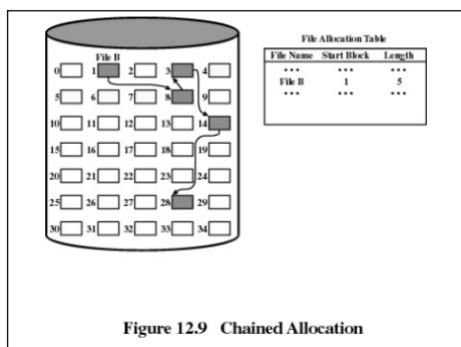 File Allocation Table
File B
File Name Start Block Length
0 1 2 3 4
••• ••• •••
File B 1 5
5 6 7 8 9
••• ••• •••
10 11 12 13 14
15 16 17 18 19
20 21 22 23 24
25 26 27 28 29
30 31 32 33 34
Figure 12.9 Chained Allocation